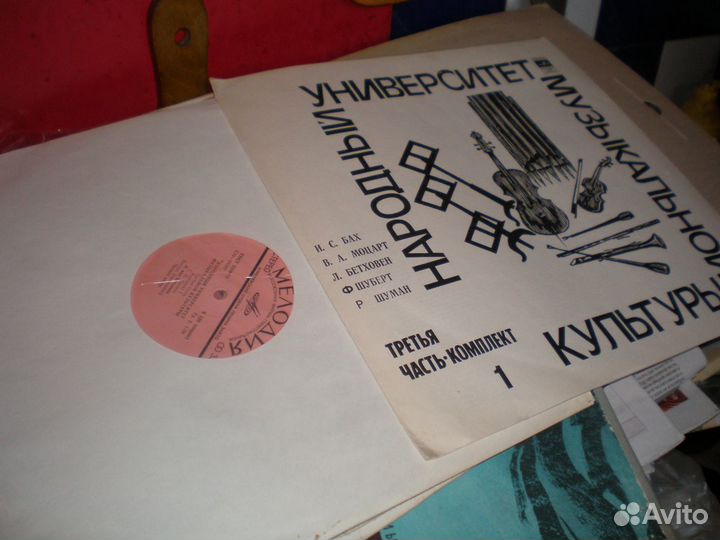 НАРОДНЫЙ
УНИВЕРСИТЕТ
МУЗЫКАЛЬНОЙ
КУЛЬТУРЫ
И. С. БАХ
В. А. МОЦАРТ
Л. БЕТХОВЕН
Ф ШУБЕРТ
Р ШУМАН
ТРЕТЬЯ
ЧАСТЬ·КОМПЛЕКТ
1
МЕЛОДИЯ
Avito